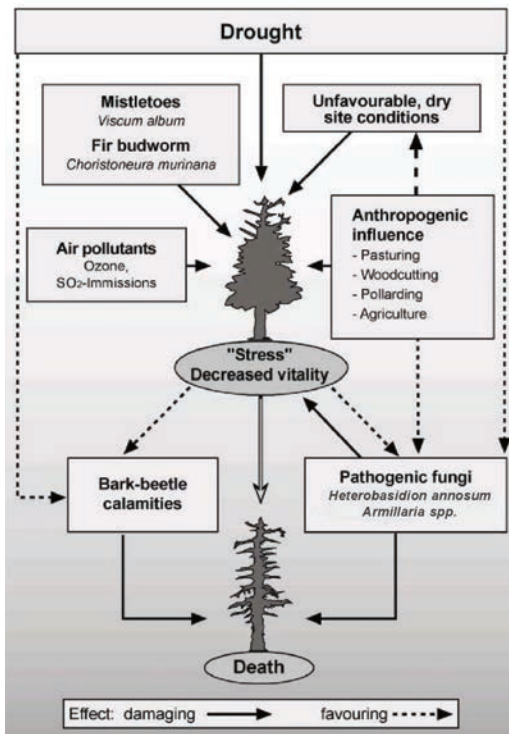 Drought
Mistletoes
Viscum album
Fir budworm
Choristoneura murinana
Unfavourable, dry
site conditions
Air pollutants
Ozone,
SO2-Immissions
Anthropogenic
influence
- Pasturing
- Woodcutting
- Pollarding
- Agriculture
"Stress"
Decreased vitality
Bark-beetle
calamities
Pathogenic fungi
Heterobasidion annosum
Armillaria spp.
Death
Effect: damaging favouring